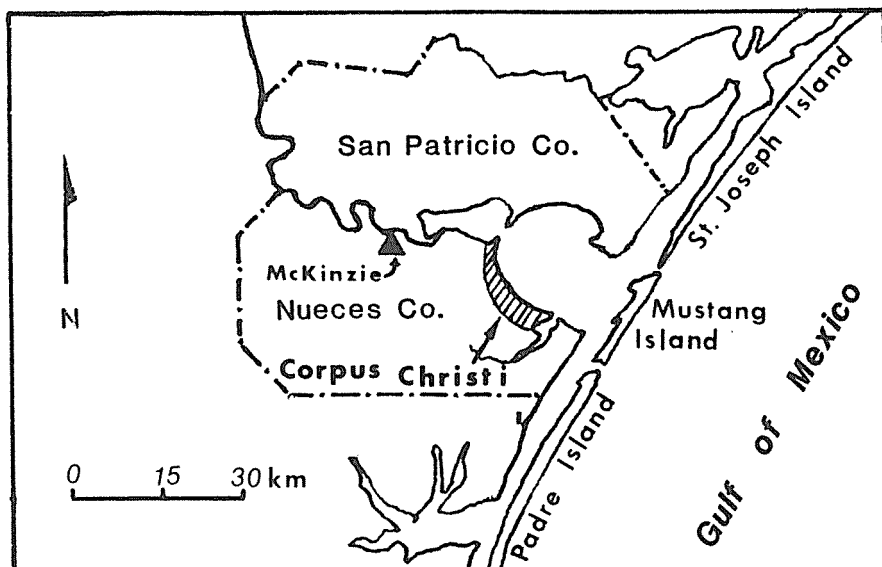 San Patricio Co.
St. Joseph Island
McKinzie
Nueces Co.
Mustang
Island
N
Corpus Christi
Gulf of Mexico
Padre Island
0 15 30 km